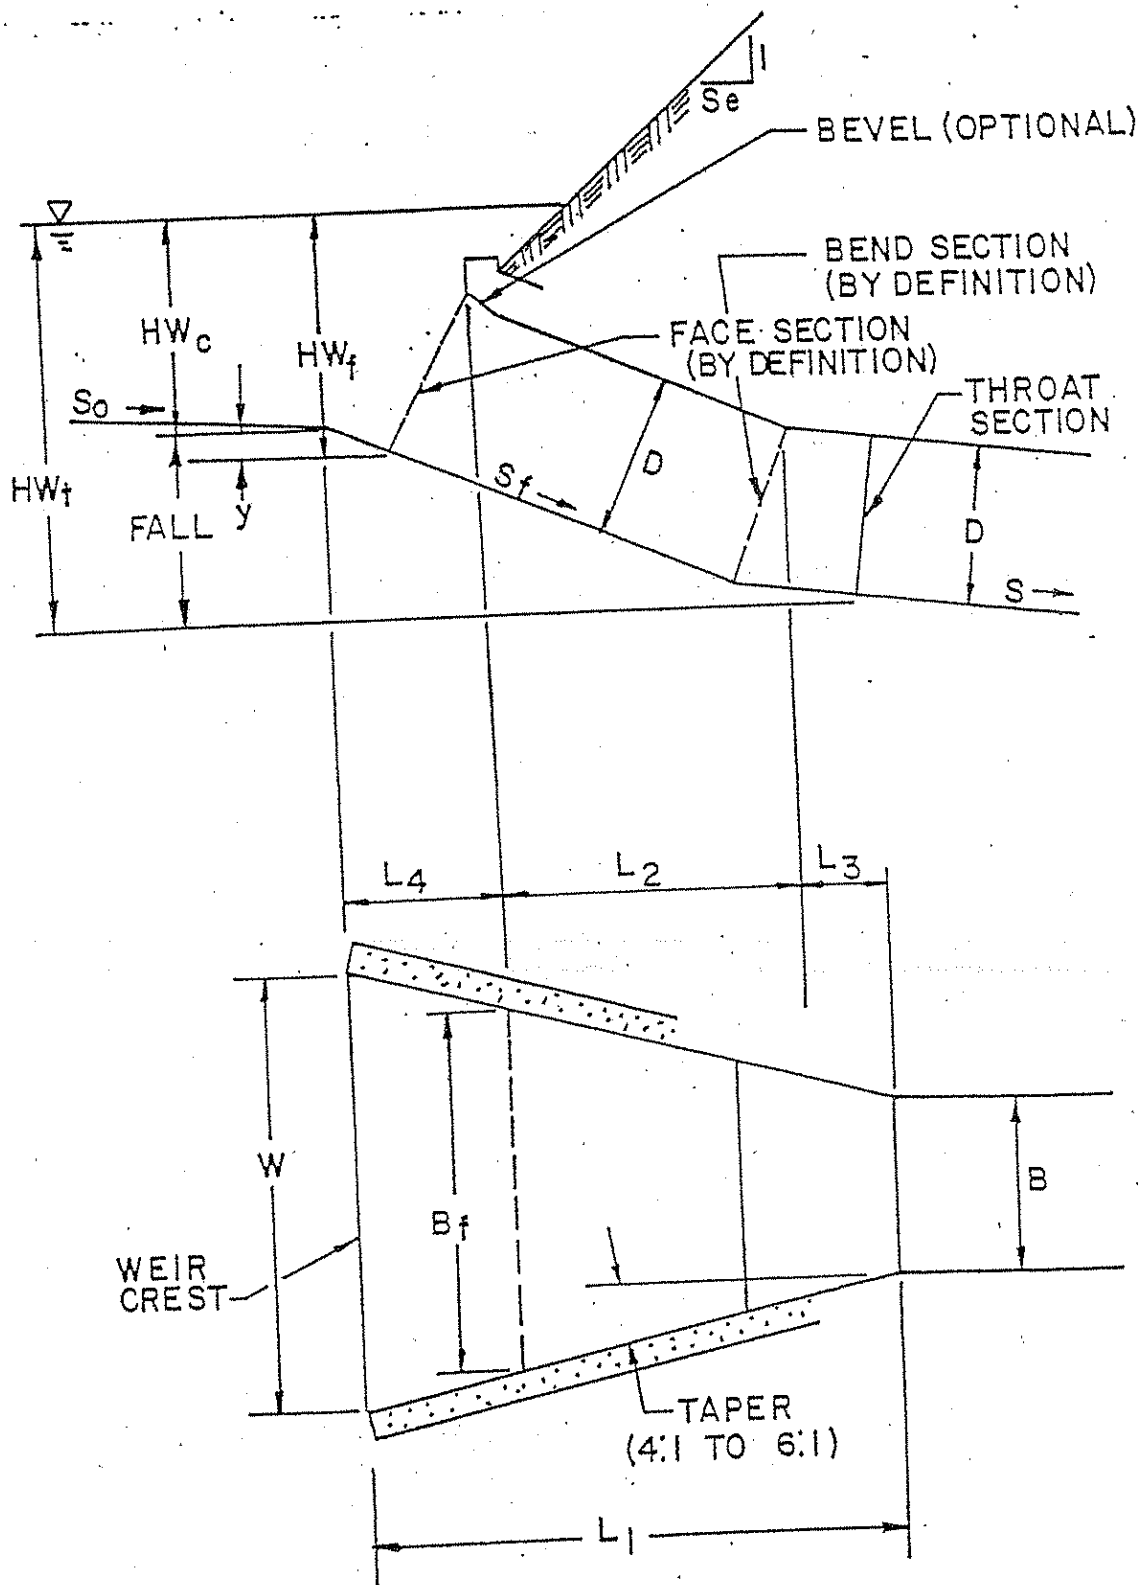 1
Se
BEVEL (OPTIONAL)
BEND SECTION
(BY DEFINITION)
HWc
HWf
FACE SECTION
(BY DEFINITION)
So
THROAT
SECTION
HWt
Sf
D
FALL
y
D
S
L4
L2
L3
W
Bf
B
WEIR
CREST
TAPER
(4:1 TO 6:1)
L1